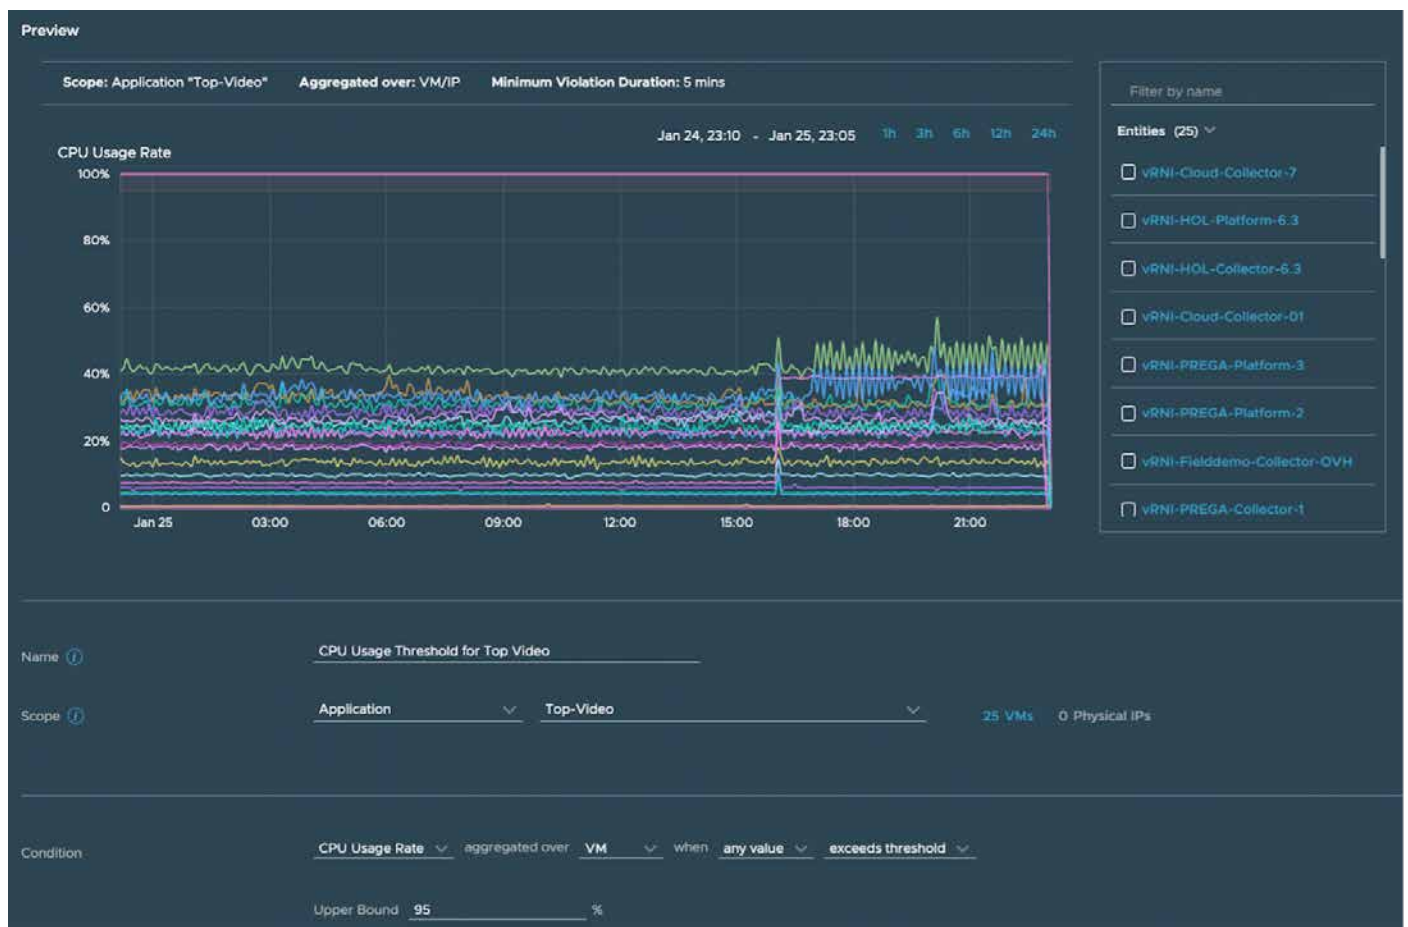 Preview
Scope: Application "Top-Video" Aggregated over: VM/IP Minimum Violation Duration: 5 mins
Jan 24, 23:10 - Jan 25, 23:05 1h 3h 6h 12h 24h
CPU Usage Rate
100%
80%
60%
40%
20%
0
Jan 25 03:00 06:00 09:00 12:00 15:00 18:00 21:00
Filter by name
Entities (25)
vRNI-Cloud-Collector-7
vRNI-HOL-Platform-6.3
vRNI-HOL-Collector-6.3
vRNI-Cloud-Collector-01
vRNI-PREGA-Platform-3
vRNI-PREGA-Platform-2
vRNI-Fielddemo-Collector-OVH
vRNI-PREGA-Collector-1
Name i CPU Usage Threshold for Top Video
Scope i Application Top-Video 25 VMs 0 Physical IPs
Condition CPU Usage Rate aggregated over VM when any value exceeds threshold
Upper Bound 95 %